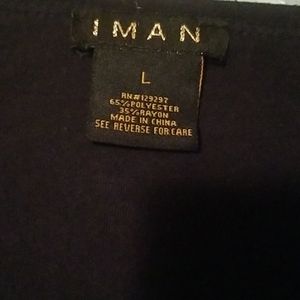 IMAN
L
RN#129297
65%POLYESTER
35%RAYON
MADE IN CHINA
SEE REVERSE FOR CARE